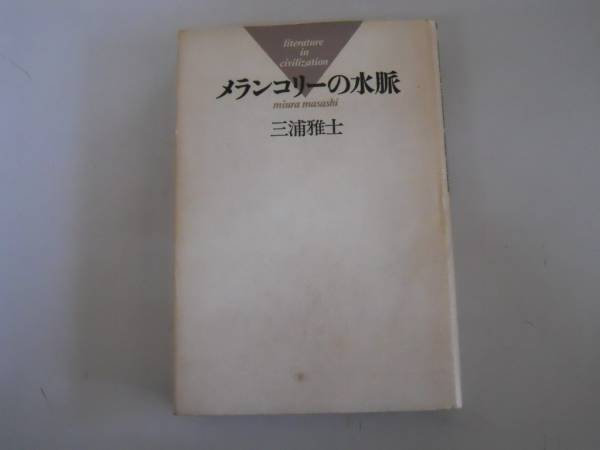 literature
in
civilization
メランコリーの水脈
miura masashi
三浦雅士